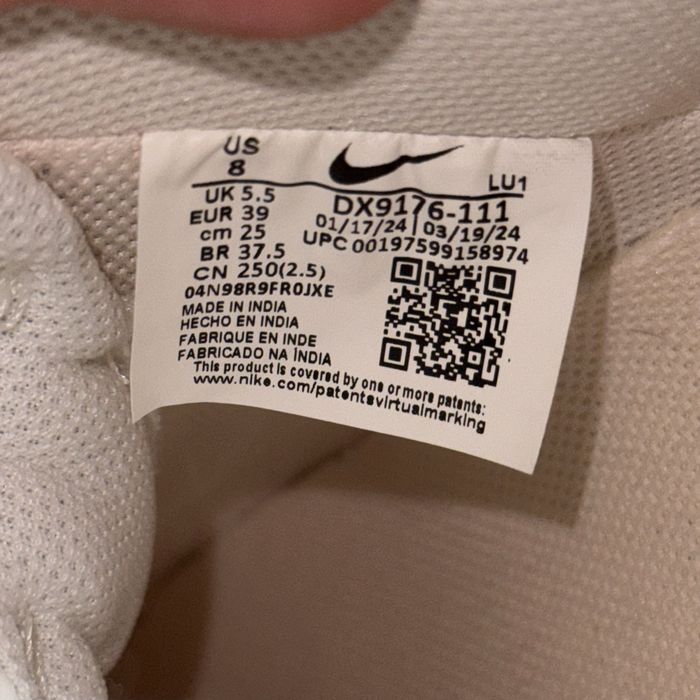 US
8
LU1
UK 5.5
EUR 39
cm 25
BR 37.5
CN 250(2.5)
04N98R9FR0JXE
DX9176-111
01/17/24 | 03/19/24
UPC 00197599158974
MADE IN INDIA
HECHO EN INDIA
FABRIQUE EN INDE
FABRICADO NA ÍNDIA
This product is covered by one or more patents:
www.nike.com/patentsvirtualmarking